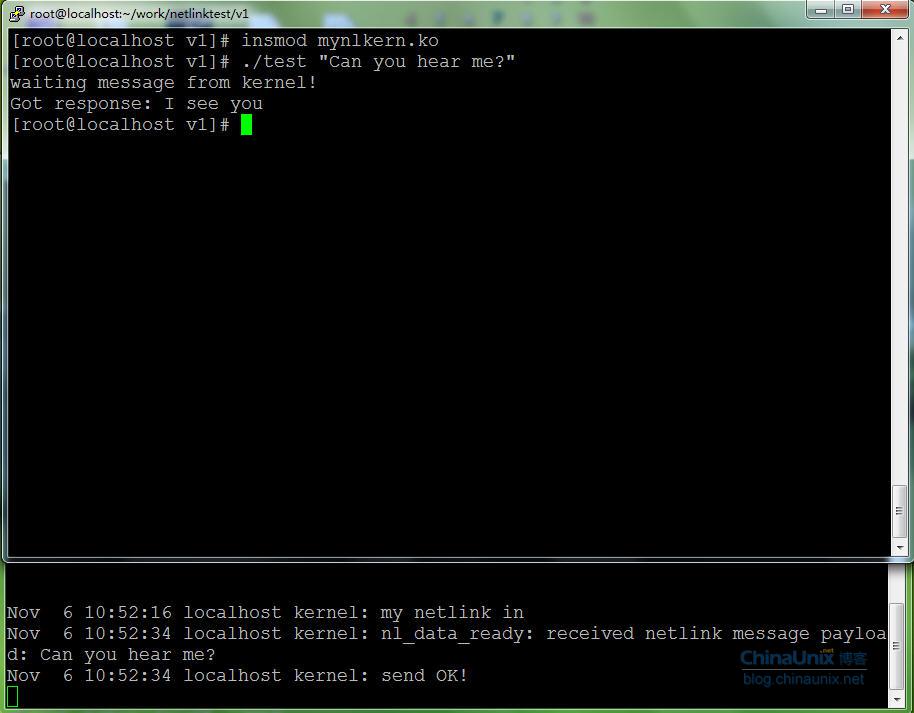 root@localhost:~/work/netlinktest/v1
[root@localhost v1]# insmod mynlkern.ko
[root@localhost v1]# ./test "Can you hear me?"
waiting message from kernel!
Got response: I see you
[root@localhost v1]#
Nov  6 10:52:16 localhost kernel: my netlink in
Nov  6 10:52:34 localhost kernel: nl_data_ready: received netlink message payloa
d: Can you hear me?
Nov  6 10:52:34 localhost kernel: send OK!
ChinaUnix.net 博客
blog.chinaunix.net